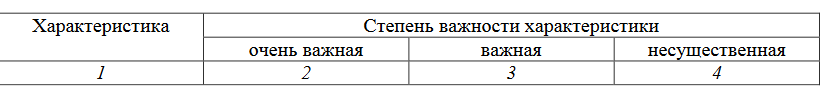 Характеристика Степень важности характеристики
очень важная важная несущественная
1 2 3 4